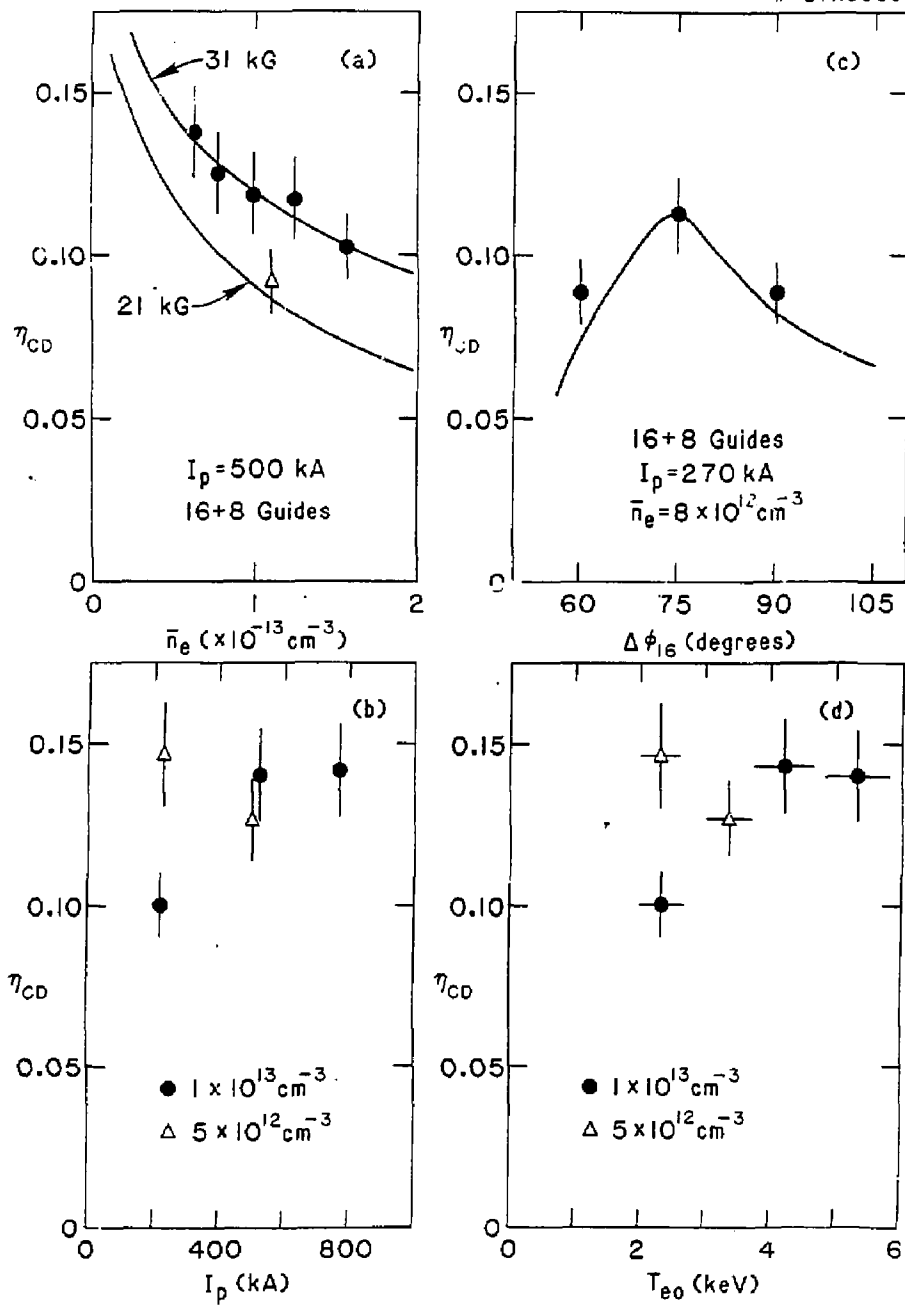 31 kG
(a)
0.15
0.10
21 kG
η_CD
0.05
I_p = 500 kA
16+8 Guides
0
0 1 2
n̄_e (×10^-13 cm^-3)
(c)
0.15
0.10
0.05
16+8 Guides
I_p = 270 kA
n̄_e = 8 × 10^12 cm^-3
60 75 90 105
Δϕ_16 (degrees)
(b)
0.15
0.10
η_CD
0.05
● 1 × 10^13 cm^-3
△ 5 × 10^12 cm^-3
0
0 400 800
I_p (kA)
(d)
0.15
0.10
η_CD
0.05
● 1 × 10^13 cm^-3
△ 5 × 10^12 cm^-3
0
0 2 4 6
T_eo (keV)